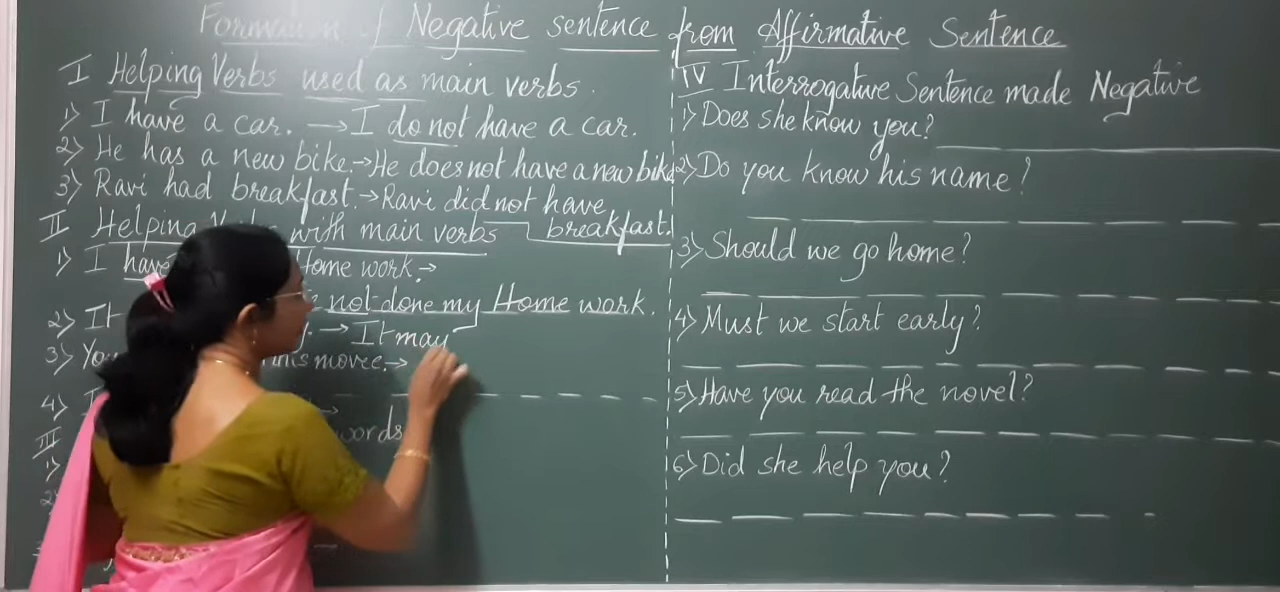 Formation of Negative sentence from Affirmative Sentence
I Helping Verbs used as main verbs.
1) I have a car. → I do not have a car.
2) He has a new bike. → He does not have a new bike.
3) Ravi had breakfast. → Ravi did not have
breakfast.
II Helping with main verbs
1) I have Home work. →
not done my Home work.
2) It → It may
3) You this movie. →
4) I →
III words
1)
2)
IV Interrogative Sentence made Negative
1) Does she know you?
2) Do you know his name?
3) Should we go home?
4) Must we start early?
5) Have you read the novel?
6) Did she help you?